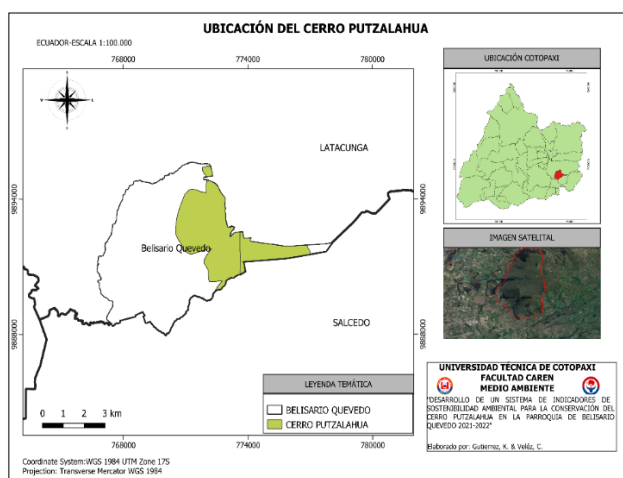 UBICACIÓN DEL CERRO PUTZALAHUA
ECUADOR-ESCALA 1:100.000
768000
774000
780000
9894000
9888000
LATACUNGA
Belisario Quevedo
SALCEDO
9894000
9888000
LEYENDA TEMÁTICA
BELISARIO QUEVEDO
CERRO PUTZALAHUA
0 1 2 3 km
768000
774000
780000
Coordinate System:WGS 1984 UTM Zone 17S
Projection: Transverse Mercator WGS 1984
UBICACIÓN COTOPAXI
IMAGEN SATELITAL
UNIVERSIDAD TÉCNICA DE COTOPAXI
FACULTAD CAREN
MEDIO AMBIENTE
"DESARROLLO DE UN SISTEMA DE INDICADORES DE
SOSTENIBILIDAD AMBIENTAL PARA LA CONSERVACIÓN DEL
CERRO PUTZALAHUA EN LA PARROQUIA DE BELISARIO
QUEVEDO 2021-2022"
Elaborado por: Gutierrez, K. & Veléz, C.